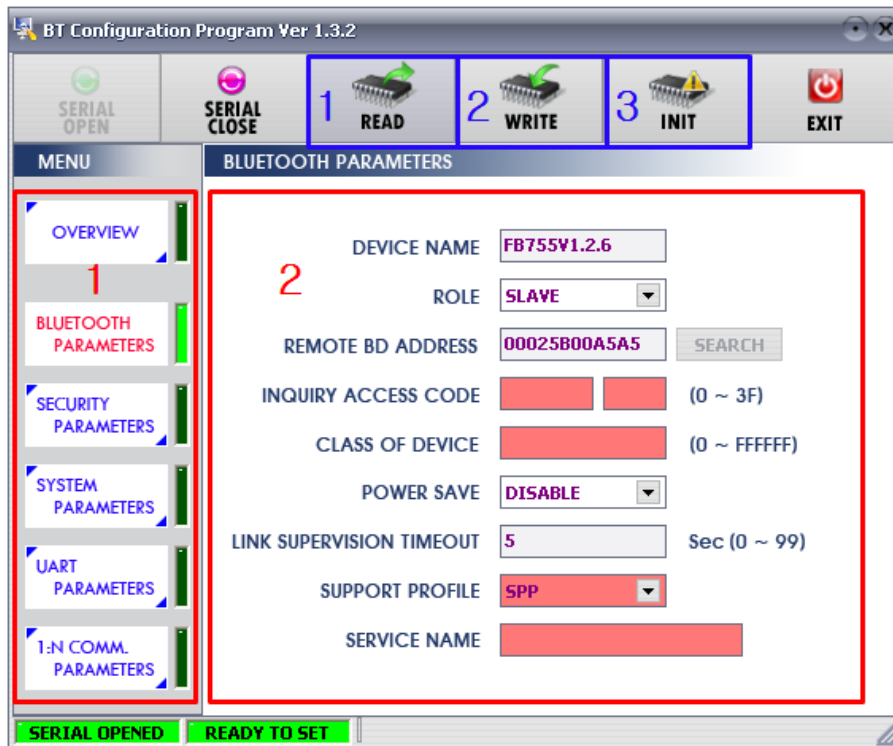 BT Configuration Program Ver 1.3.2
SERIAL OPEN
SERIAL CLOSE
1 READ
2 WRITE
3 INIT
EXIT
MENU
BLUETOOTH PARAMETERS
OVERVIEW
1
BLUETOOTH
PARAMETERS
SECURITY
PARAMETERS
SYSTEM
PARAMETERS
UART
PARAMETERS
1:N COMM.
PARAMETERS
2
DEVICE NAME FB755V1.2.6
ROLE SLAVE
REMOTE BD ADDRESS 00025B00A5A5 SEARCH
INQUIRY ACCESS CODE (0 ~ 3F)
CLASS OF DEVICE (0 ~ FFFFFF)
POWER SAVE DISABLE
LINK SUPERVISION TIMEOUT 5 Sec (0 ~ 99)
SUPPORT PROFILE SPP
SERVICE NAME
SERIAL OPENED READY TO SET